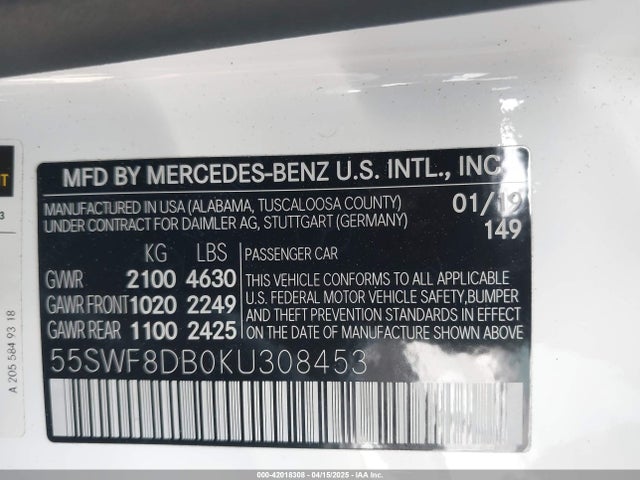 MFD BY MERCEDES-BENZ U.S. INTL., INC.
MANUFACTURED IN USA (ALABAMA, TUSCALOOSA COUNTY) 01/19
UNDER CONTRACT FOR DAIMLER AG, STUTTGART (GERMANY) 149
KG LBS PASSENGER CAR
GVWR 2100 4630
GAWR FRONT 1020 2249
GAWR REAR 1100 2425
THIS VEHICLE CONFORMS TO ALL APPLICABLE
U.S. FEDERAL MOTOR VEHICLE SAFETY,BUMPER
AND THEFT PREVENTION STANDARDS IN EFFECT
ON THE DATE OF MANUFACTURE SHOWN ABOVE.
55SWF8DB0KU308453
A 205 584 93 18
000-42018308 - 04/15/2025 - IAAI.COM